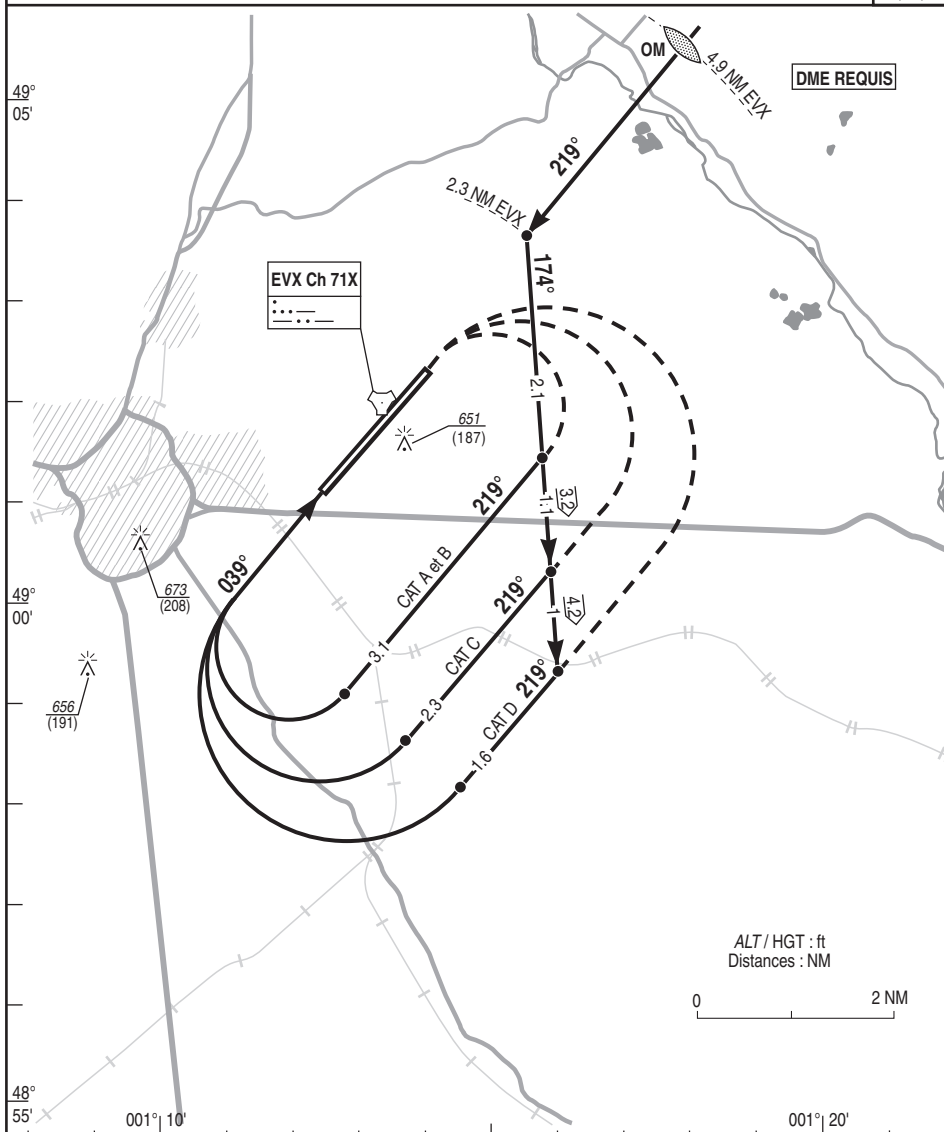 OM
4.9 NM EVX
DME REQUIS
49°
05'
219°
2.3 NM EVX
174°
EVX Ch 71X
2.1
651
(187)
219°
1.1
3.2
039°
CAT A et B
673
(208)
49°
00'
219°
1
4.2
3.1
CAT C
219°
656
(191)
2.3
CAT D
1.6
ALT / HGT : ft
Distances : NM
0
2 NM
48°
55'
001° 10'
001° 20'